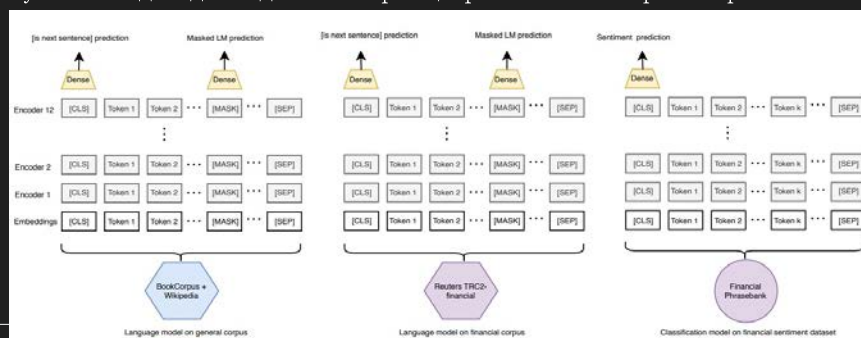 [is next sentence] prediction Masked LM prediction [is next sentence] prediction Masked LM prediction Sentiment prediction
Dense Dense Dense Dense Dense
Encoder 12 [CLS] Token 1 Token 2 ••• [MASK] ••• [SEP] [CLS] Token 1 Token 2 ••• [MASK] ••• [SEP] [CLS] Token 1 Token 2 ••• Token k ••• [SEP]
Encoder 2 [CLS] Token 1 Token 2 ••• [MASK] ••• [SEP] [CLS] Token 1 Token 2 ••• [MASK] ••• [SEP] [CLS] Token 1 Token 2 ••• Token k ••• [SEP]
Encoder 1 [CLS] Token 1 Token 2 ••• [MASK] ••• [SEP] [CLS] Token 1 Token 2 ••• [MASK] ••• [SEP] [CLS] Token 1 Token 2 ••• Token k ••• [SEP]
Embeddings [CLS] Token 1 Token 2 ••• [MASK] ••• [SEP] [CLS] Token 1 Token 2 ••• [MASK] ••• [SEP] [CLS] Token 1 Token 2 ••• Token k ••• [SEP]
BookCorpus + Reuters TRC2- Financial
Wikipedia financial Phrasebank
Language model on general corpus Language model on financial corpus Classification model on financial sentiment dataset